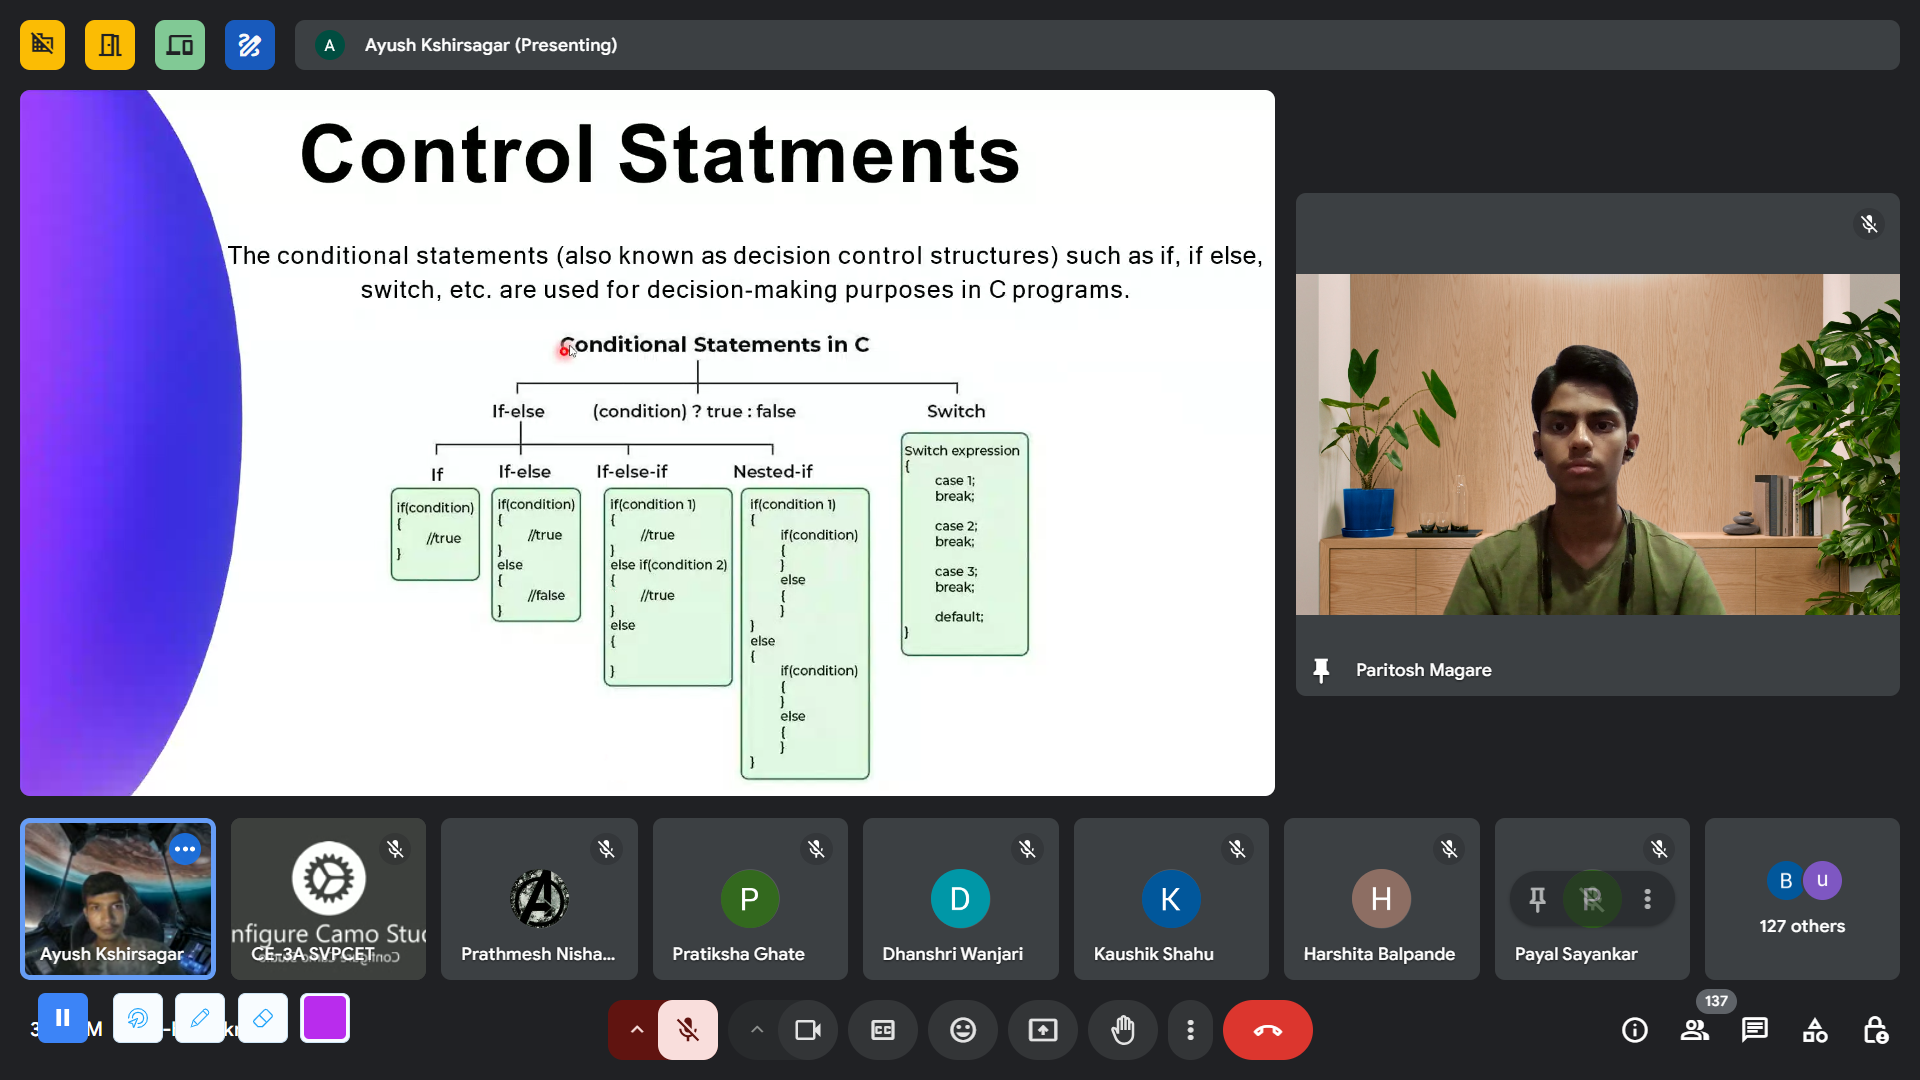 A Ayush Kshirsagar (Presenting)
Control Statments
The conditional statements (also known as decision control structures) such as if, if else,
switch, etc. are used for decision-making purposes in C programs.
Conditional Statements in C
If-else
(condition) ? true : false
Switch
If
If-else
If-else-if
Nested-if
if(condition)
{
//true
}
if(condition)
{
//true
}
else
{
//false
}
if(condition 1)
{
//true
}
else if(condition 2)
{
//true
}
else
{
}
if(condition 1)
{
if(condition)
{
}
else
{
}
}
else
{
if(condition)
{
}
else
{
}
}
Switch expression
{
case 1;
break;
case 2;
break;
case 3;
break;
default;
}
Paritosh Magare
Ayush Kshirsagar
nfigure Camo Stud
CE-3A SVPCET
Prathmesh Nisha...
P
Pratiksha Ghate
D
Dhanshri Wanjari
K
Kaushik Shahu
H
Harshita Balpande
Payal Sayankar
B u
127 others
CC
137